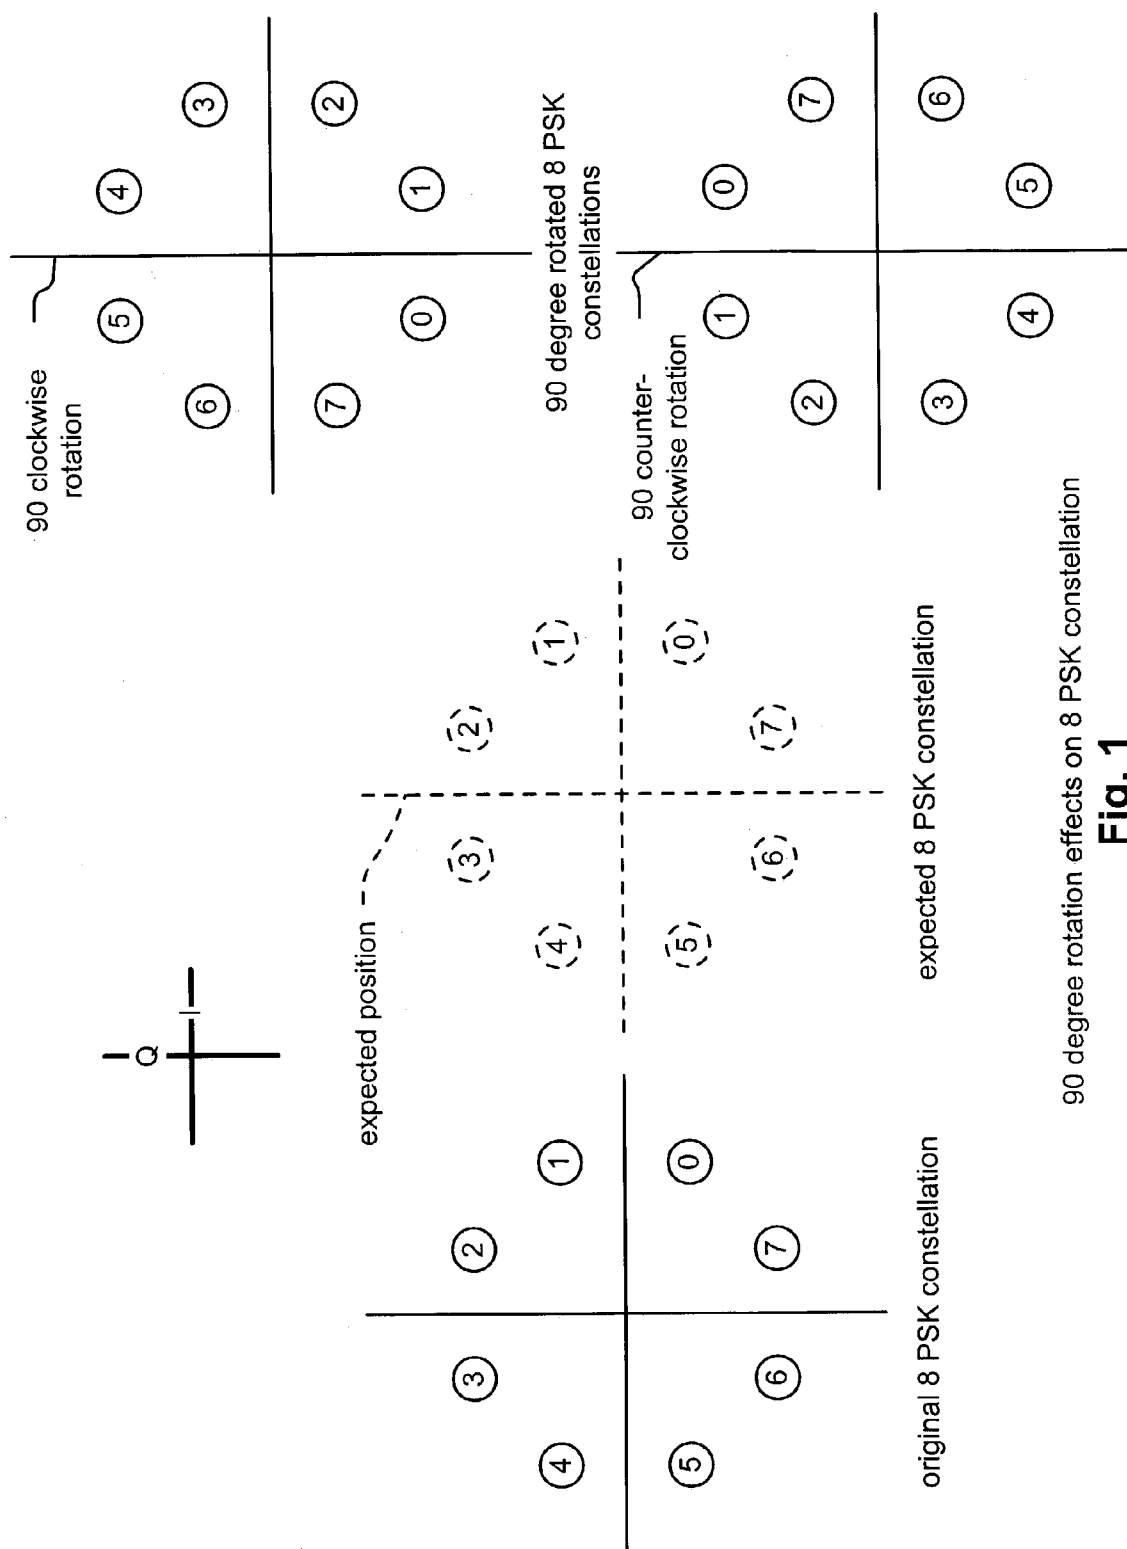 Q
I
original 8 PSK constellation
3
2
4
1
5
0
6
7
expected position
3
2
4
1
5
0
6
7
expected 8 PSK constellation
90 clockwise
rotation
5
4
6
3
7
2
0
1
90 degree rotated 8 PSK
constellations
90 counter-
clockwise rotation
1
0
2
7
3
6
4
5
90 degree rotation effects on 8 PSK constellation
Fig. 1